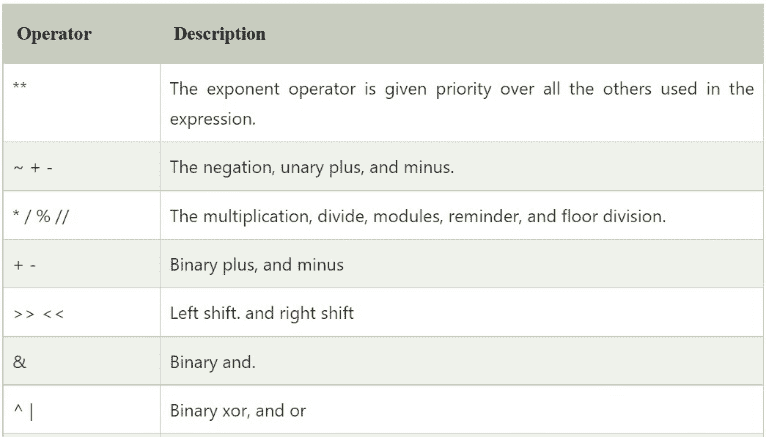 Operator Description
** The exponent operator is given priority over all the others used in the
expression.
~ + - The negation, unary plus, and minus.
* / % // The multiplication, divide, modules, reminder, and floor division.
+ - Binary plus, and minus
>> << Left shift. and right shift
& Binary and.
^ | Binary xor, and or